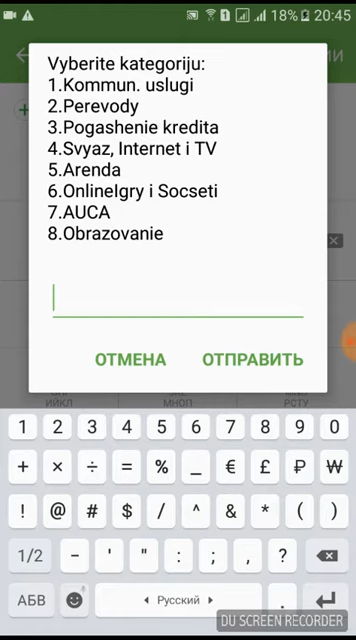 18% 20:45
ИИ
Vyberite kategoriju:
1.Kommun. uslugi
2.Perevody
3.Pogashenie kredita
4.Svyaz, Internet i TV
5.Arenda
6.OnlineIgry i Socseti
7.AUCA
8.Obrazovanie
ОТМЕНА ОТПРАВИТЬ
ИЙКЛ МНОП РСТУ
1 2 3 4 5 6 7 8 9 0
+ × ÷ = % _ € £ ₽ ₩
! @ # $ / ^ & * ( )
1/2 - ' " : ; , ?
АБВ Русский .
DU SCREEN RECORDER